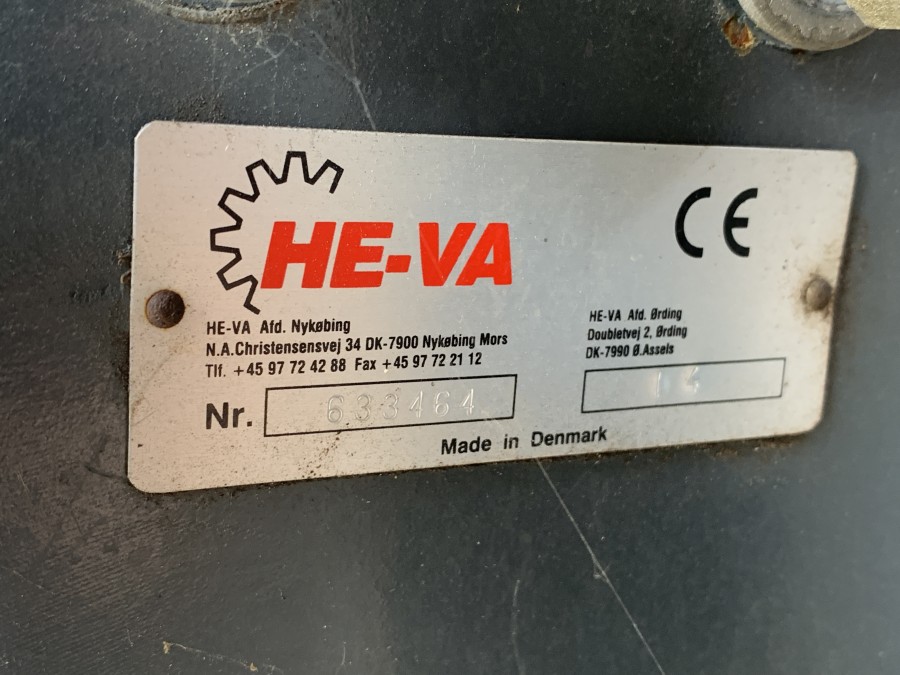 HE-VA
CE
HE-VA Afd. Nykøbing
N.A.Christensensvej 34 DK-7900 Nykøbing Mors
Tlf. +45 97 72 42 88 Fax +45 97 72 21 12
HE-VA Afd. Ørding
Doubletvej 2, Ørding
DK-7990 Ø.Assels
Nr. 633464
14
Made in Denmark